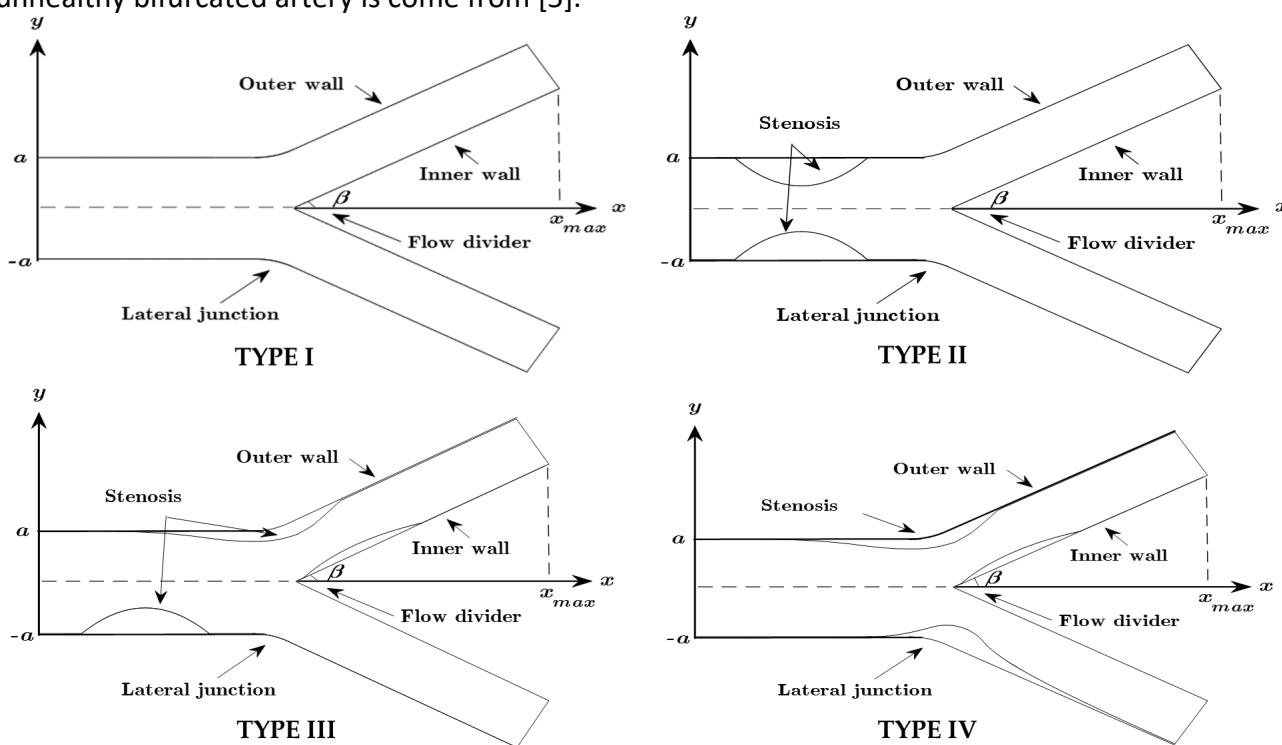 unhealthy bifurcated artery is come from [5].
y
Outer wall
a
Inner wall
β
x
x max
Flow divider
-a
Lateral junction
TYPE I
y
Outer wall
Stenosis
a
Inner wall
β
x
x max
Flow divider
-a
Lateral junction
TYPE II
y
Outer wall
Stenosis
a
Inner wall
β
x
x max
Flow divider
-a
Lateral junction
TYPE III
y
Outer wall
Stenosis
a
Inner wall
β
x
x max
Flow divider
-a
Lateral junction
TYPE IV